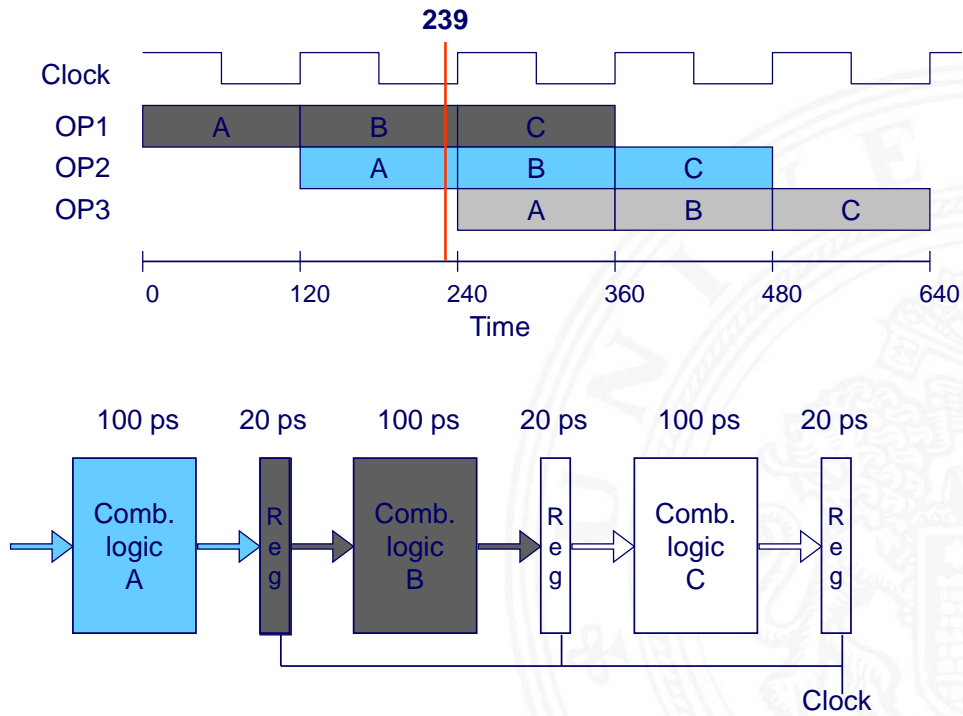 239
Clock
OP1 A B C
OP2 A B C
OP3 A B C
0 120 240 360 480 640
Time
100 ps 20 ps 100 ps 20 ps 100 ps 20 ps
Comb.
logic
A
R
e
g
Comb.
logic
B
R
e
g
Comb.
logic
C
R
e
g
Clock
UNIVE